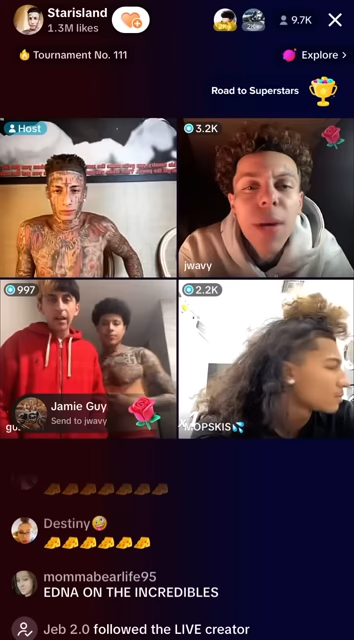 Starisland
1.3M likes
9.7K
Tournament No. 111
Explore >
Road to Superstars
Host
3.2K
jwavy
997
2.2K
Jamie Guy
Send to jwavy
MOPSKIS💦
Destiny🤪
mommabearlife95
EDNA ON THE INCREDIBLES
Jeb 2.0 followed the LIVE creator